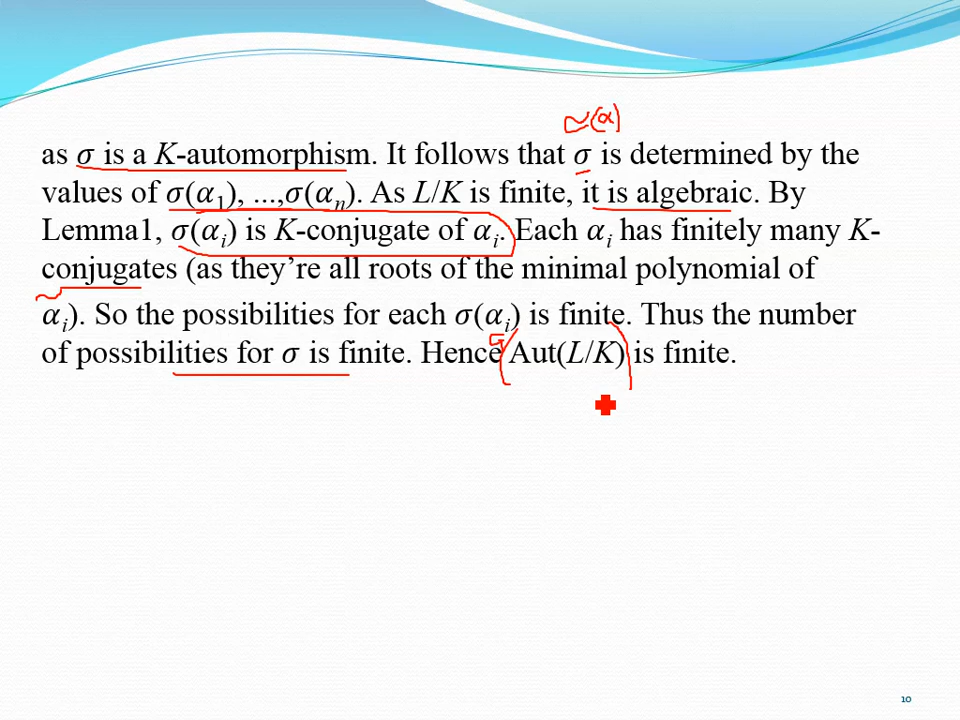 (α)
as σ is a K-automorphism. It follows that σ is determined by the
values of σ(α₁), ...,σ(αₙ). As L/K is finite, it is algebraic. By
Lemma1, σ(αᵢ) is K-conjugate of αᵢ. Each αᵢ has finitely many K-
conjugates (as they’re all roots of the minimal polynomial of
αᵢ). So the possibilities for each σ(αᵢ) is finite. Thus the number
of possibilities for σ is finite. Hence Aut(L/K) is finite.
10